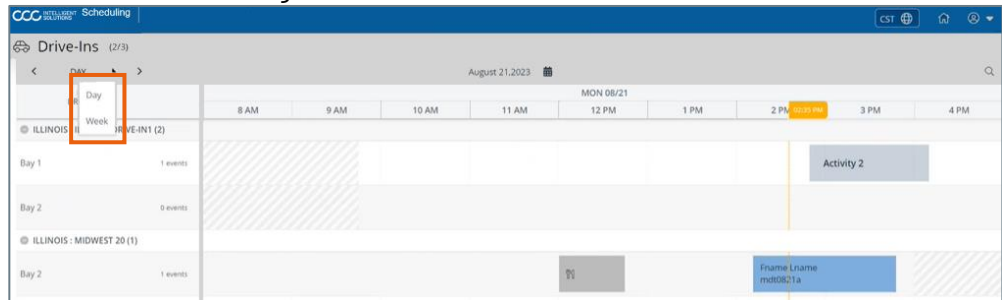 CCC INTELLIGENT SOLUTIONS Scheduling CST
Drive-Ins (2/3)
DAY August 21,2023
Day
Week
MON 08/21
8 AM 9 AM 10 AM 11 AM 12 PM 1 PM 2 PM 02:33 PM 3 PM 4 PM
ILLINOIS: DRIVE-IN1 (2)
Bay 1 1 events Activity 2
Bay 2 0 events
ILLINOIS : MIDWEST 20 (1)
Bay 2 1 events Fname Lname
mdt0821a